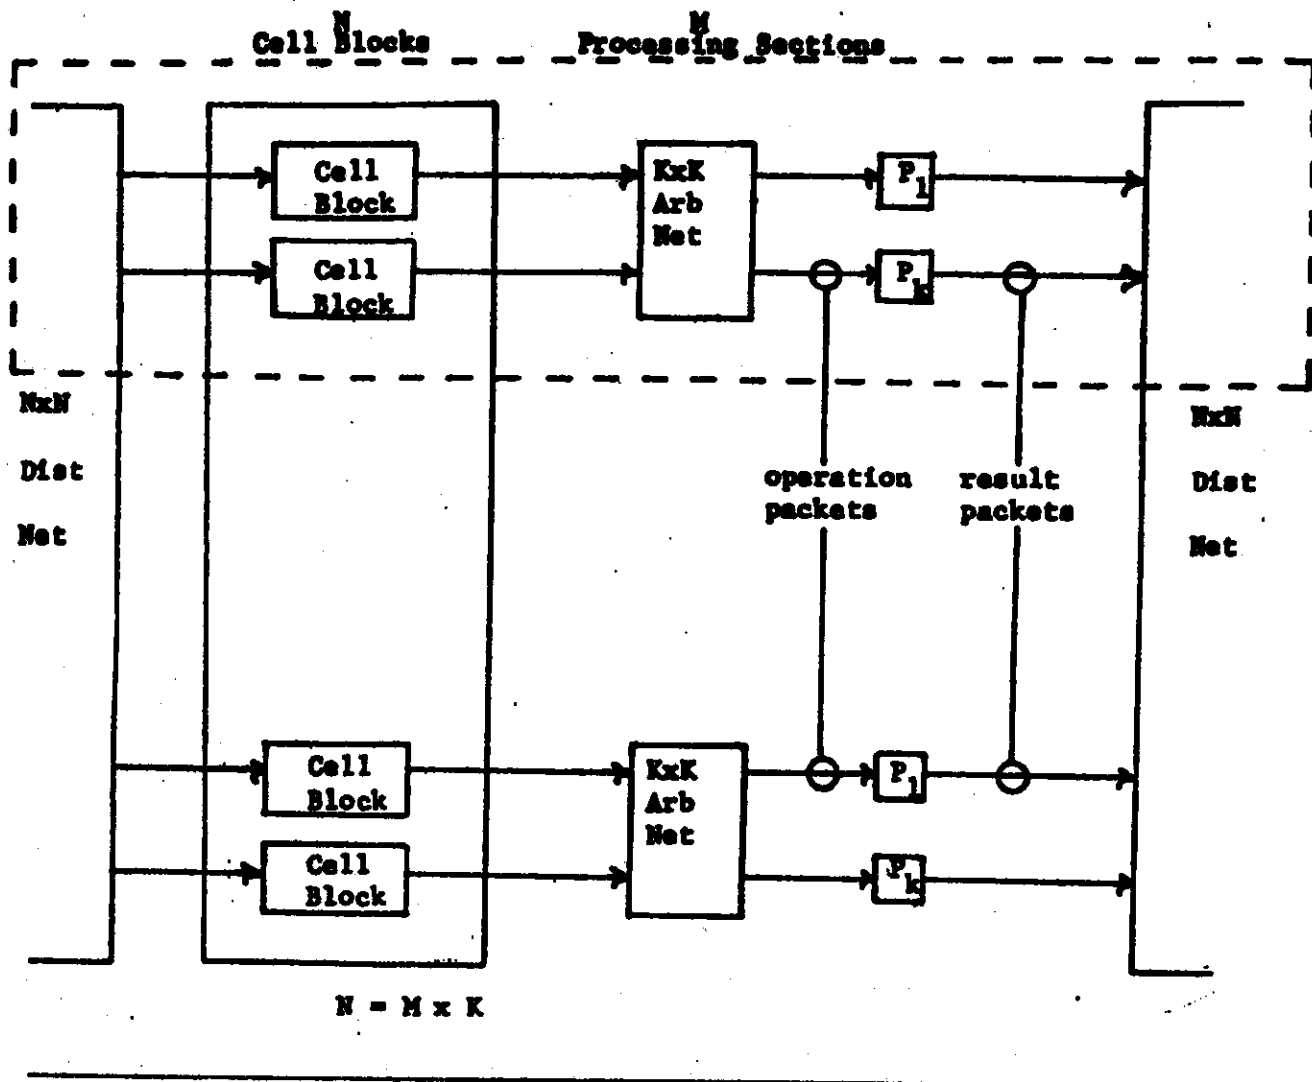 N
Cell Blocks
M
Processing Sections
Cell
Block
KxK
Arb
Net
P1
Cell
Block
Pk
NxN
Dist
Net
operation
packets
result
packets
NxN
Dist
Net
Cell
Block
KxK
Arb
Net
P1
Cell
Block
Pk
N = M x K